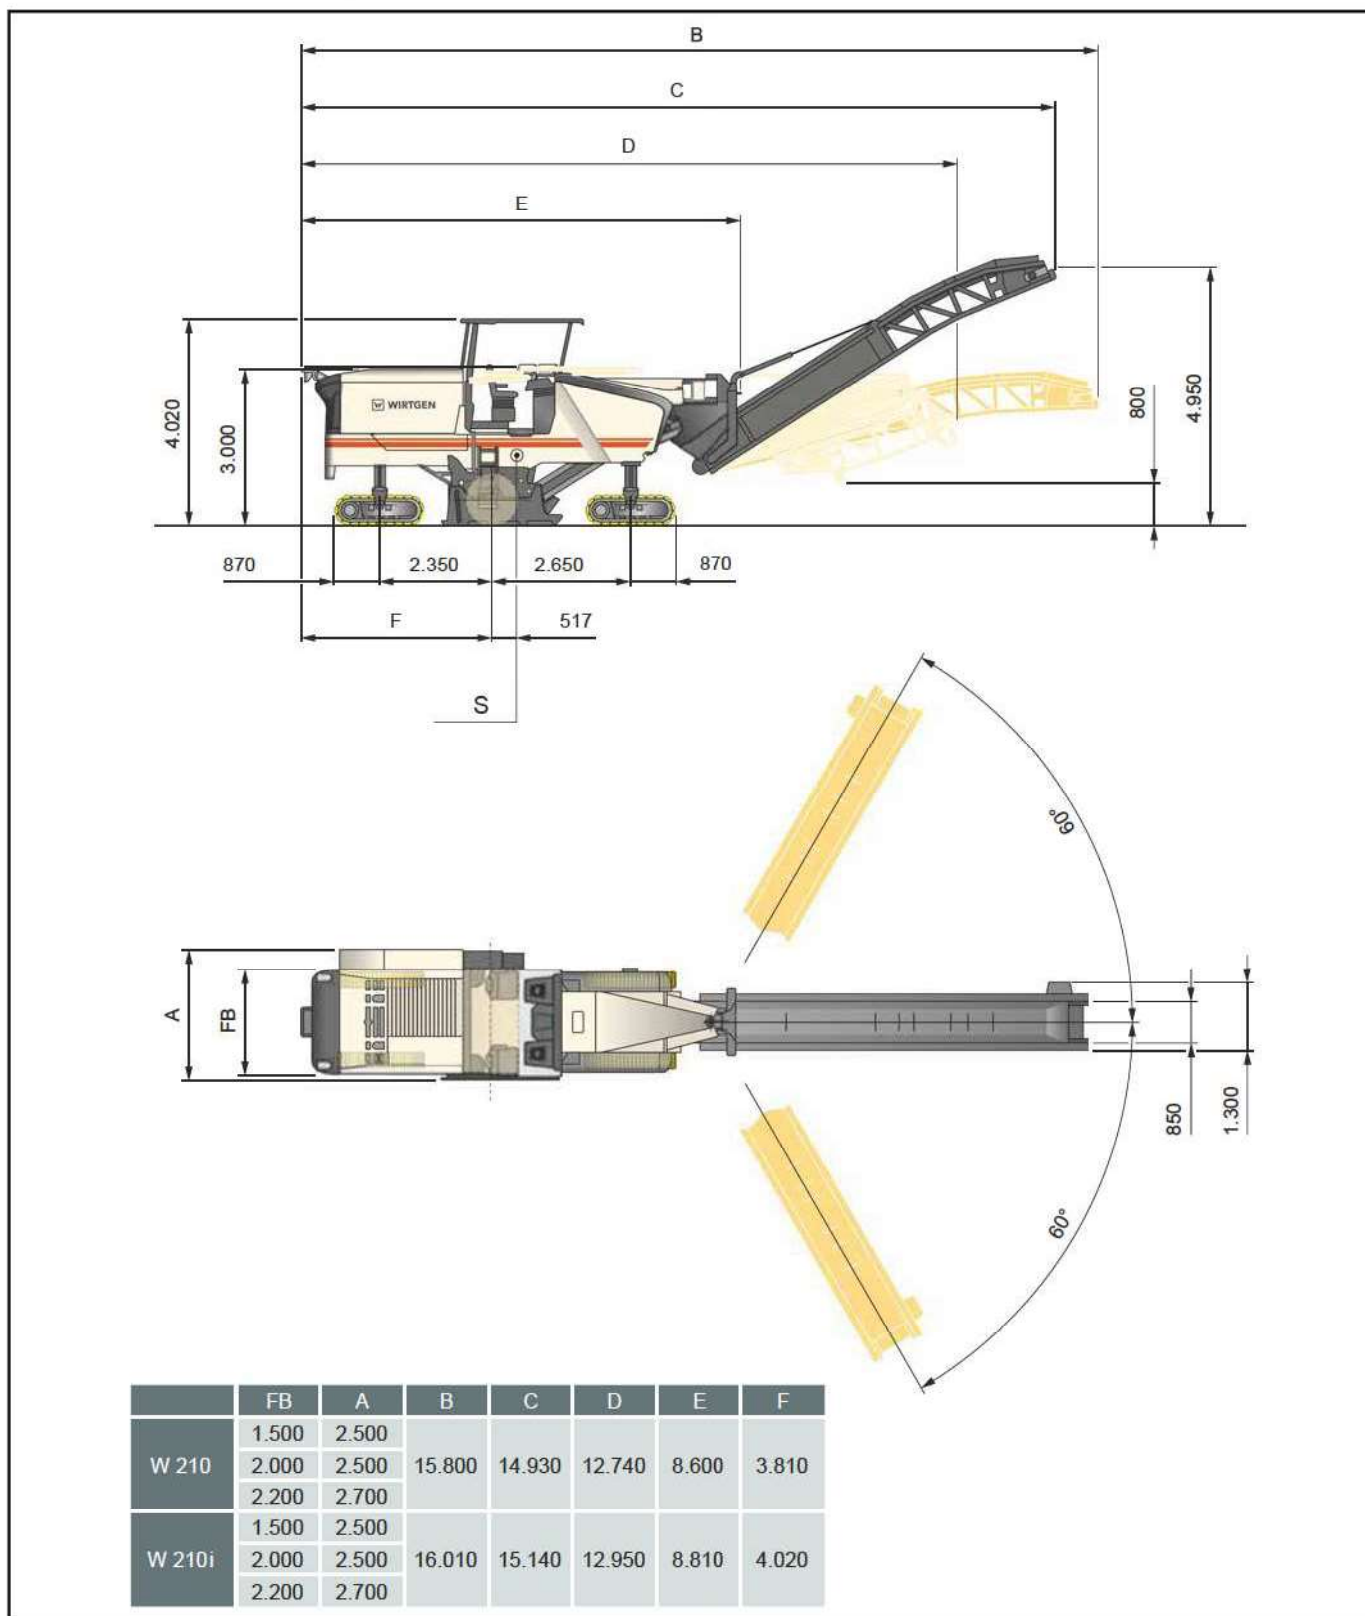 B
C
D
E
4.020
3.000
WIRTGEN
800
4.950
870
2.350
2.650
870
F
517
S
60°
A
FB
850
1.300
60°
FB A B C D E F
1.500 2.500
W 210 2.000 2.500 15.800 14.930 12.740 8.600 3.810
2.200 2.700
1.500 2.500
W 210i 2.000 2.500 16.010 15.140 12.950 8.810 4.020
2.200 2.700